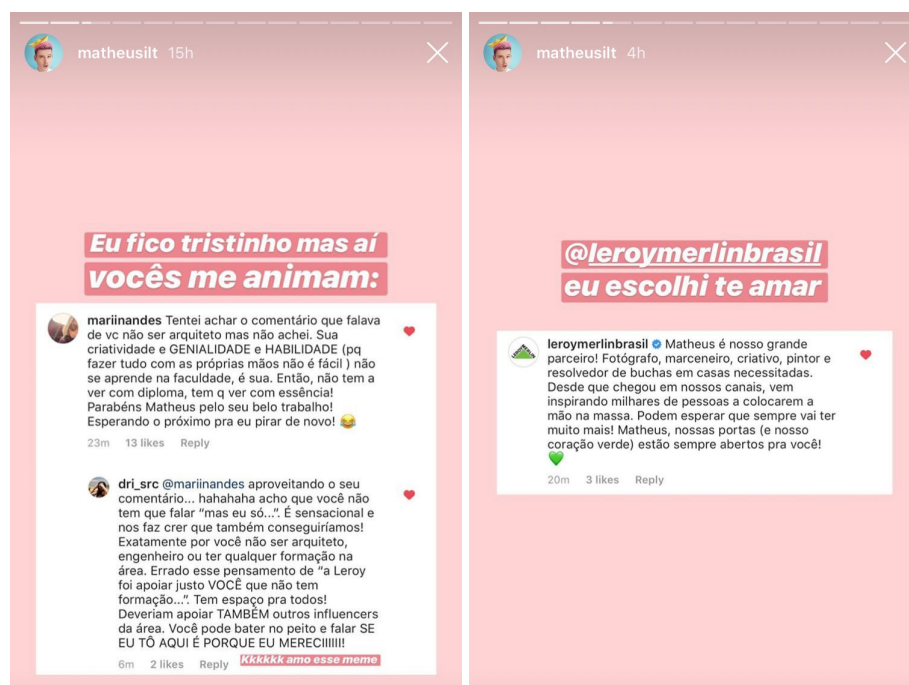 matheusilt 15h
Eu fico tristinho mas aí
vocês me animam:
mariinandes Tentei achar o comentário que falava
de vc não ser arquiteto mas não achei. Sua
criatividade e GENIALIDADE e HABILIDADE (pq
fazer tudo com as próprias mãos não é fácil ) não
se aprende na faculdade, é sua. Então, não tem a
ver com diploma, tem q ver com essência!
Parabéns Matheus pelo seu belo trabalho!
Esperando o próximo pra eu pirar de novo! 😂
23m 13 likes Reply
dri_src @mariinandes aproveitando o seu
comentário... hahahaha acho que você não
tem que falar “mas eu só...”. É sensacional e
nos faz crer que também conseguiríamos!
Exatamente por você não ser arquiteto,
engenheiro ou ter qualquer formação na
área. Errado esse pensamento de “a Leroy
foi apoiar justo VOCÊ que não tem
formação...”. Tem espaço pra todos!
Deveriam apoiar TAMBÉM outros influencers
da área. Você pode bater no peito e falar SE
EU TÔ AQUI É PORQUE EU MERECIIIIII!
6m 2 likes Reply
Kkkkkk amo esse meme
matheusilt 4h
@leroymerlinbrasil
eu escolhi te amar
LEROY MERLIN
leroymerlinbrasil Matheus é nosso grande
parceiro! Fotógrafo, marceneiro, criativo, pintor e
resolvedor de buchas em casas necessitadas.
Desde que chegou em nossos canais, vem
inspirando milhares de pessoas a colocarem a
mão na massa. Podem esperar que sempre vai ter
muito mais! Matheus, nossas portas (e nosso
coração verde) estão sempre abertos pra você!
💚
20m 3 likes Reply